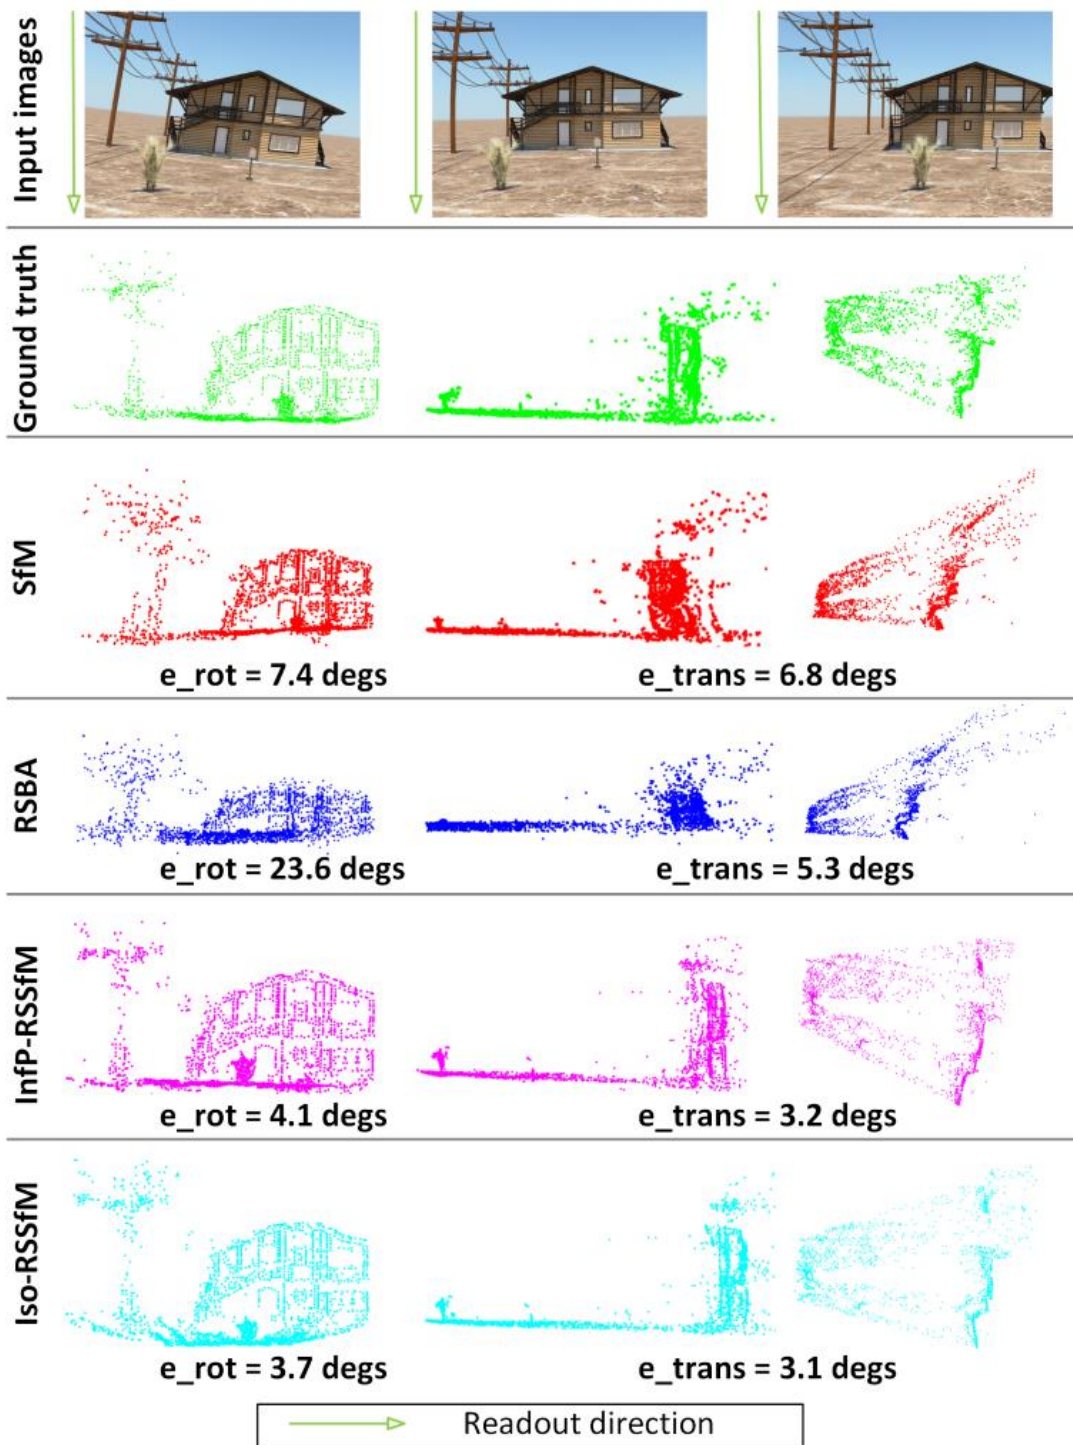 Input images
Ground truth
SfM
e_rot = 7.4 degs
e_trans = 6.8 degs
RSBA
e_rot = 23.6 degs
e_trans = 5.3 degs
InfP-RSSfM
e_rot = 4.1 degs
e_trans = 3.2 degs
Iso-RSSfM
e_rot = 3.7 degs
e_trans = 3.1 degs
Readout direction